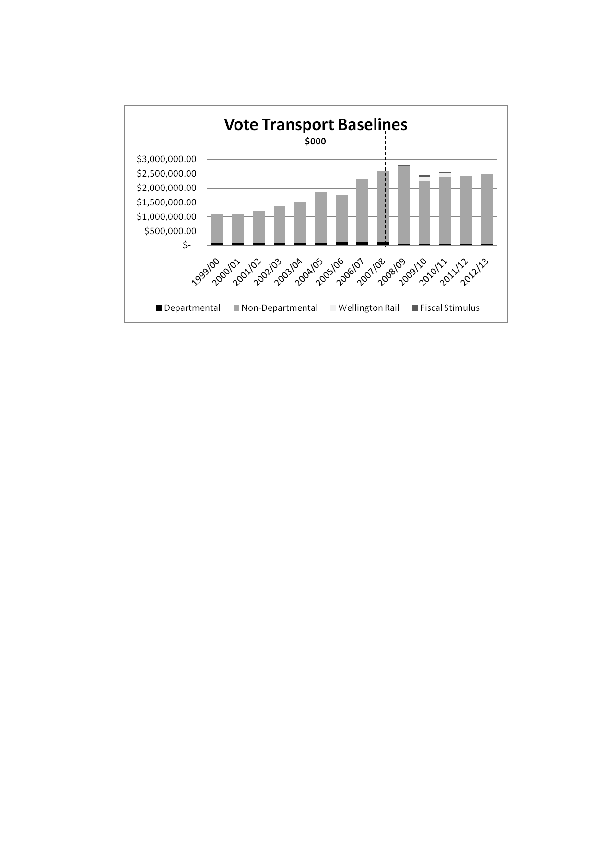 Vote Transport Baselines
$000
$3,000,000.00
$2,500,000.00
$2,000,000.00
$1,500,000.00
$1,000,000.00
$500,000.00
$-
1999/00 2000/01 2001/02 2002/03 2003/04 2004/05 2005/06 2006/07 2007/08 2008/09 2009/10 2010/11 2011/12 2012/13
Departmental Non-Departmental Wellington Rail Fiscal Stimulus